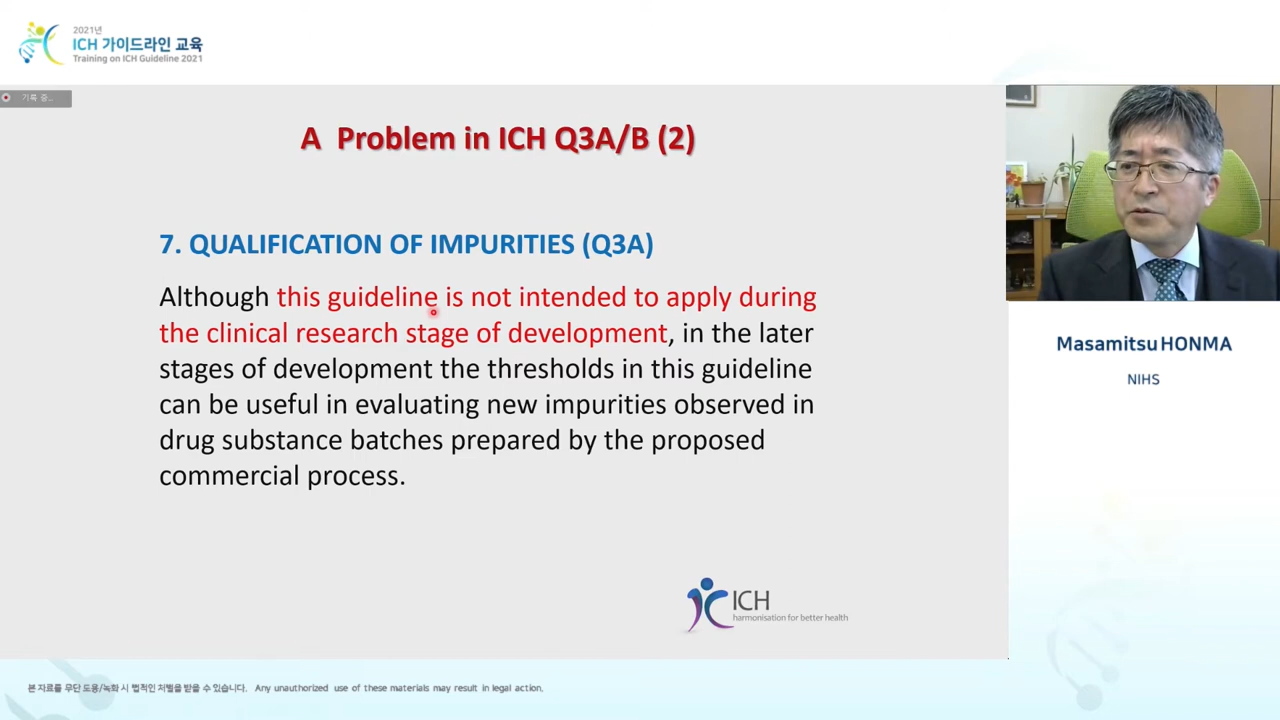 2021년
ICH 가이드라인 교육
Training on ICH Guideline 2021
기록 중...
A Problem in ICH Q3A/B (2)
7. QUALIFICATION OF IMPURITIES (Q3A)
Although this guideline is not intended to apply during
the clinical research stage of development, in the later
stages of development the thresholds in this guideline
can be useful in evaluating new impurities observed in
drug substance batches prepared by the proposed
commercial process.
Masamitsu HONMA
NIHS
ICH
harmonisation for better health
본 자료를 무단 도용/녹화 시 법적인 처벌을 받을 수 있습니다. Any unauthorized use of these materials may result in legal action.